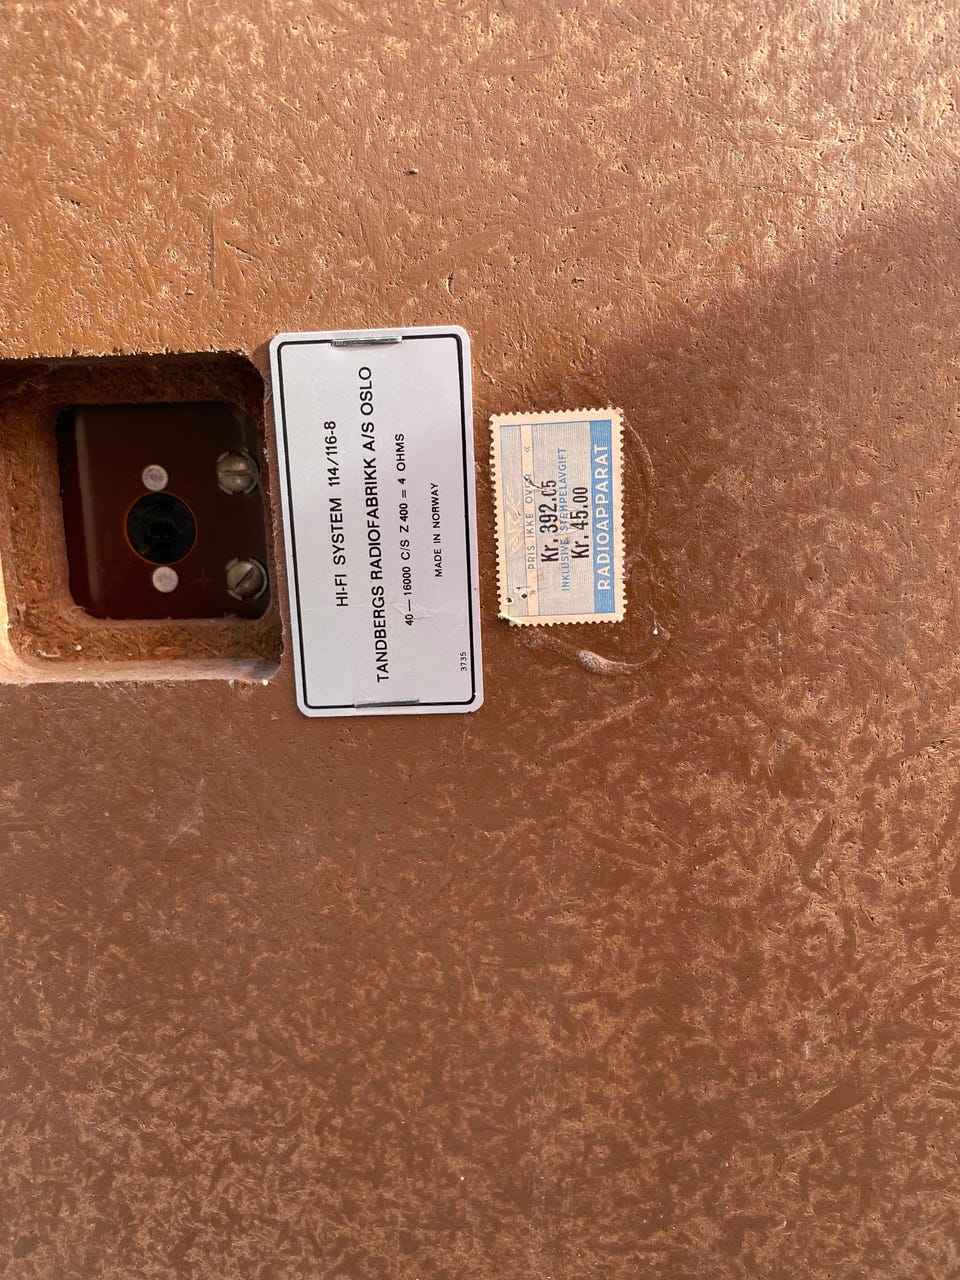 HI-FI SYSTEM 114/116-8
TANDBERGS RADIOFABRIKK A/S OSLO
40—16000 C/S Z 400 = 4 OHMS
MADE IN NORWAY
3735
» PRIS IKKE OVER «
Kr. 392.05
INKLUSIVE STEMPELAVGIFT
Kr. 45.00
RADIOAPPARAT